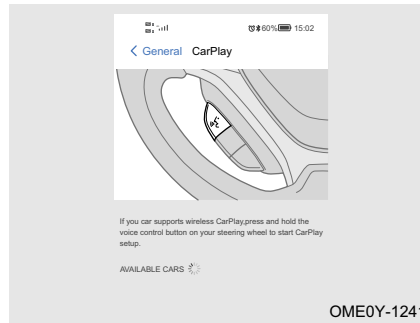 60% 15:02
General CarPlay
If you car supports wireless CarPlay,press and hold the
voice control button on your steering wheel to start CarPlay
setup.
AVAILABLE CARS
OME0Y-1241